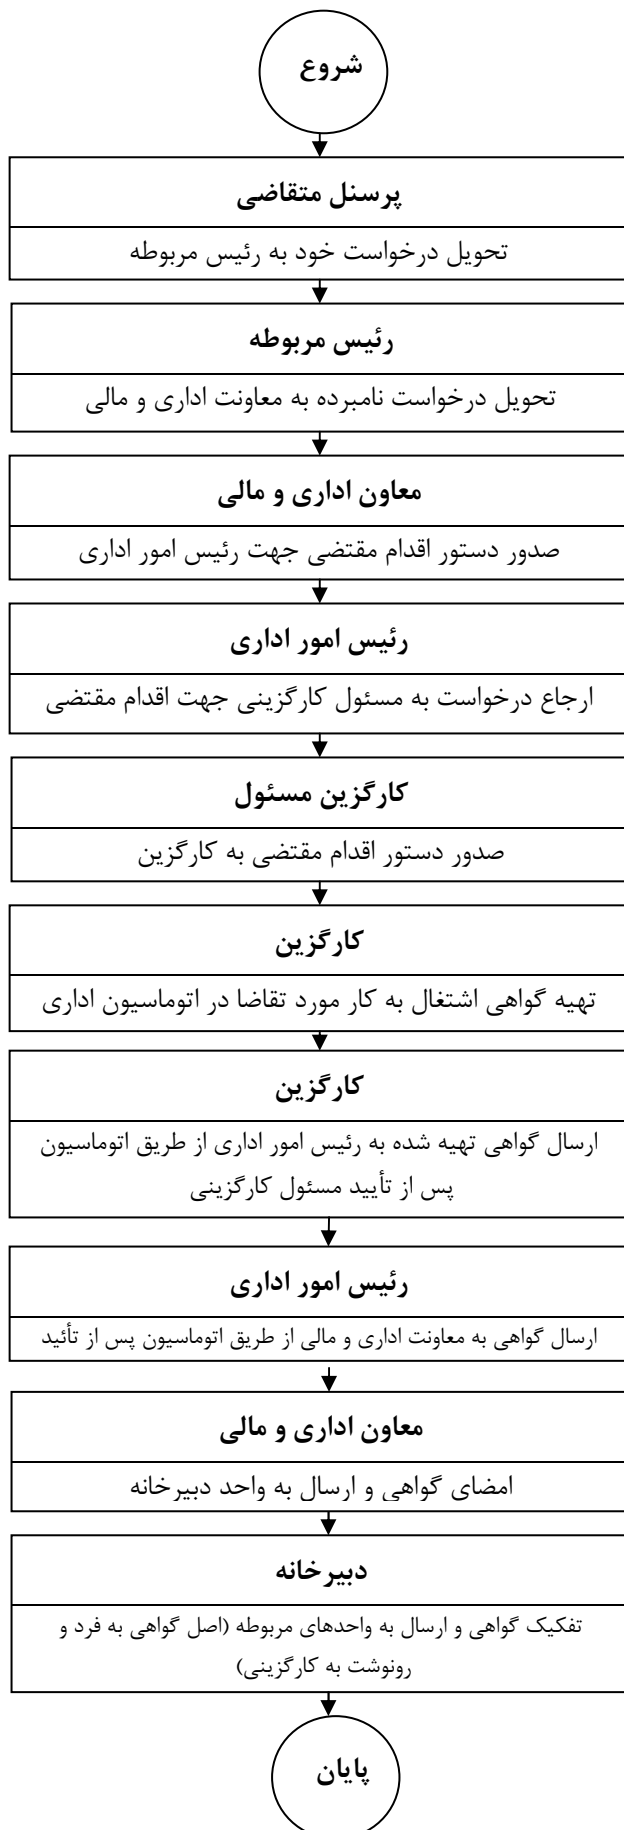 شروع
پرسنل متقاضی
تحویل درخواست خود به رئیس مربوطه
رئیس مربوطه
تحویل درخواست نامبرده به معاونت اداری و مالی
معاون اداری و مالی
صدور دستور اقدام مقتضی جهت رئیس امور اداری
رئیس امور اداری
ارجاع درخواست به مسئول کارگزینی جهت اقدام مقتضی
کارگزین مسئول
صدور دستور اقدام مقتضی به کارگزین
کارگزین
تهیه گواهی اشتغال به کار مورد تقاضا در اتوماسیون اداری
کارگزین
ارسال گواهی تهیه شده به رئیس امور اداری از طریق اتوماسیون
پس از تأیید مسئول کارگزینی
رئیس امور اداری
ارسال گواهی به معاونت اداری و مالی از طریق اتوماسیون پس از تأئید
معاون اداری و مالی
امضای گواهی و ارسال به واحد دبیرخانه
دبیرخانه
تفکیک گواهی و ارسال به واحدهای مربوطه (اصل گواهی به فرد و
رونوشت به کارگزینی)
پایان